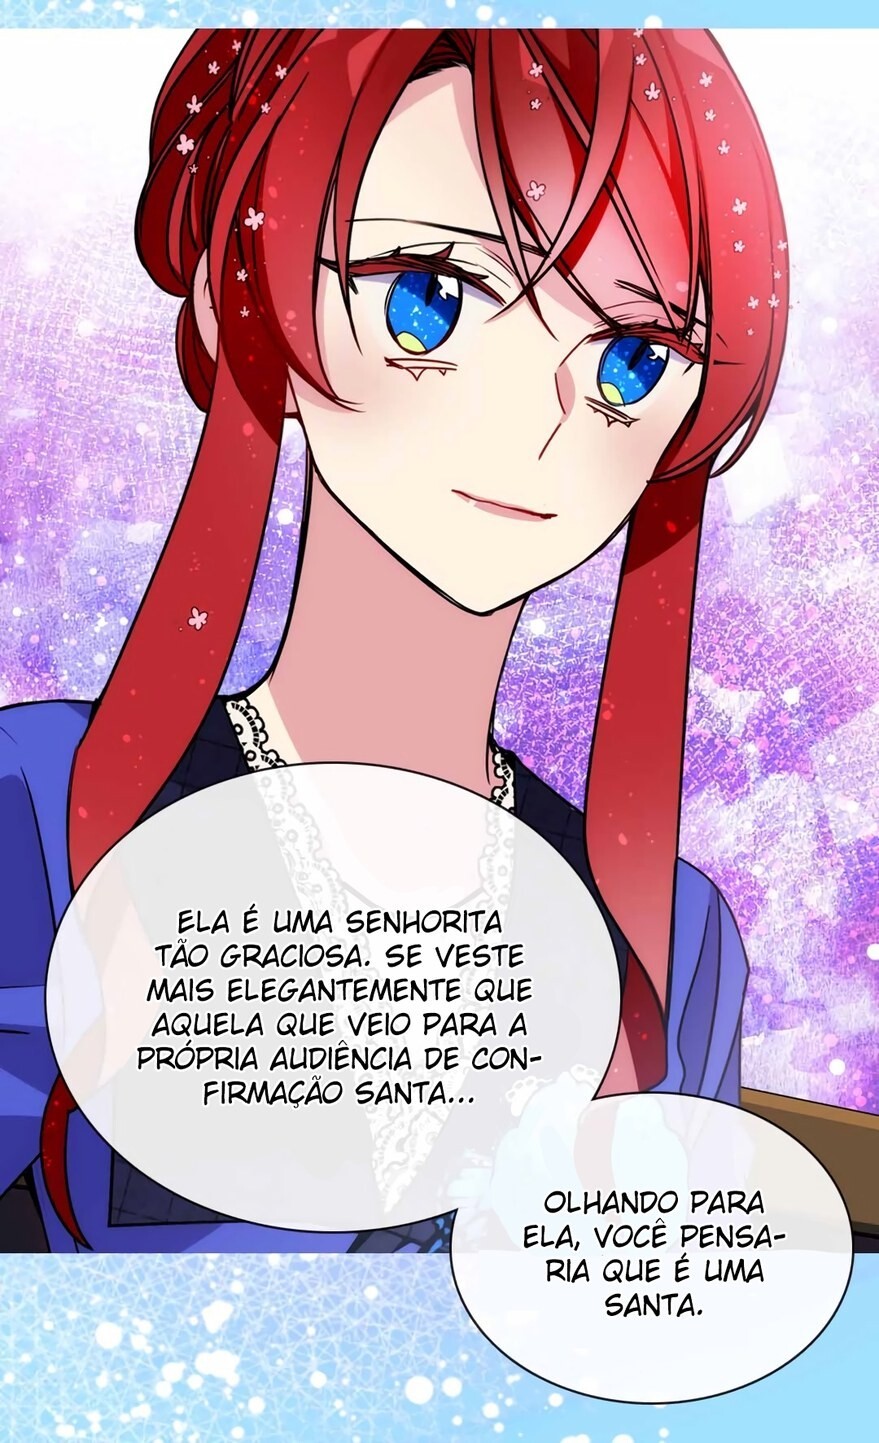 ELA É UMA SENHORITA
TÃO GRACIOSA. SE VESTE
MAIS ELEGANTEMENTE QUE
AQUELA QUE VEIO PARA A
PRÓPRIA AUDIÊNCIA DE CON-
FIRMAÇÃO SANTA...
OLHANDO PARA
ELA, VOCÊ PENSA-
RIA QUE É UMA
SANTA.